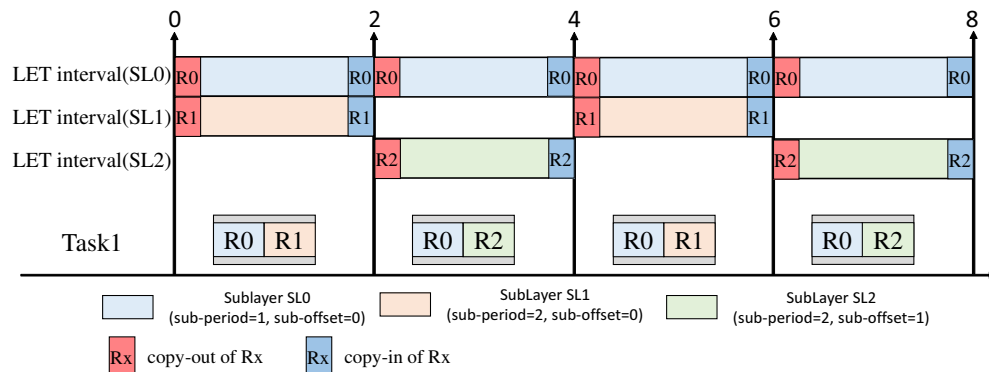 0 2 4 6 8
LET interval(SL0) R0 R0 R0 R0 R0 R0 R0 R0
LET interval(SL1) R1 R1 R1 R1
LET interval(SL2) R2 R2 R2 R2
Task1 R0 R1 R0 R2 R0 R1 R0 R2
Sublayer SL0
(sub-period=1, sub-offset=0)
SubLayer SL1
(sub-period=2, sub-offset=0)
SubLayer SL2
(sub-period=2, sub-offset=1)
Rx copy-out of Rx Rx copy-in of Rx